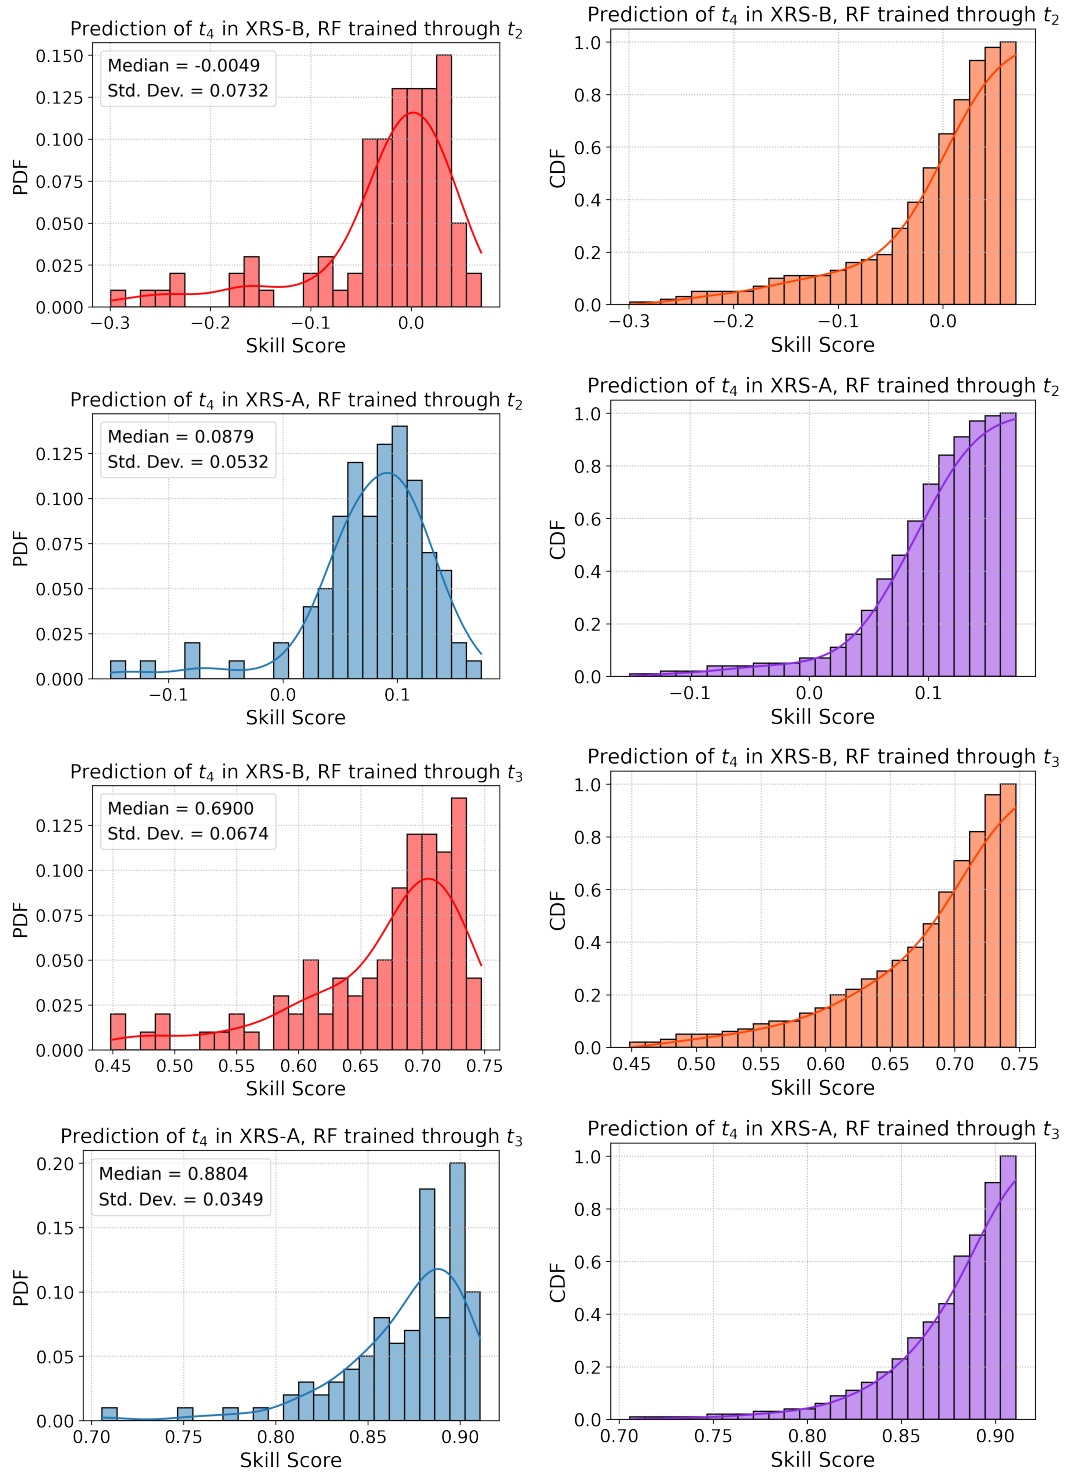 Prediction of t4 in XRS-B, RF trained through t2
Median = -0.0049
Std. Dev. = 0.0732
PDF
0.150
0.125
0.100
0.075
0.050
0.025
0.000
−0.3 −0.2 −0.1 0.0
Skill Score
Prediction of t4 in XRS-B, RF trained through t2
CDF
1.0
0.8
0.6
0.4
0.2
0.0
−0.3 −0.2 −0.1 0.0
Skill Score
Prediction of t4 in XRS-A, RF trained through t2
Median = 0.0879
Std. Dev. = 0.0532
PDF
0.125
0.100
0.075
0.050
0.025
0.000
−0.1 0.0 0.1
Skill Score
Prediction of t4 in XRS-A, RF trained through t2
CDF
1.0
0.8
0.6
0.4
0.2
0.0
−0.1 0.0 0.1
Skill Score
Prediction of t4 in XRS-B, RF trained through t3
Median = 0.6900
Std. Dev. = 0.0674
PDF
0.125
0.100
0.075
0.050
0.025
0.000
0.45 0.50 0.55 0.60 0.65 0.70 0.75
Skill Score
Prediction of t4 in XRS-B, RF trained through t3
CDF
1.0
0.8
0.6
0.4
0.2
0.0
0.45 0.50 0.55 0.60 0.65 0.70 0.75
Skill Score
Prediction of t4 in XRS-A, RF trained through t3
Median = 0.8804
Std. Dev. = 0.0349
PDF
0.20
0.15
0.10
0.05
0.00
0.70 0.75 0.80 0.85 0.90
Skill Score
Prediction of t4 in XRS-A, RF trained through t3
CDF
1.0
0.8
0.6
0.4
0.2
0.0
0.70 0.75 0.80 0.85 0.90
Skill Score